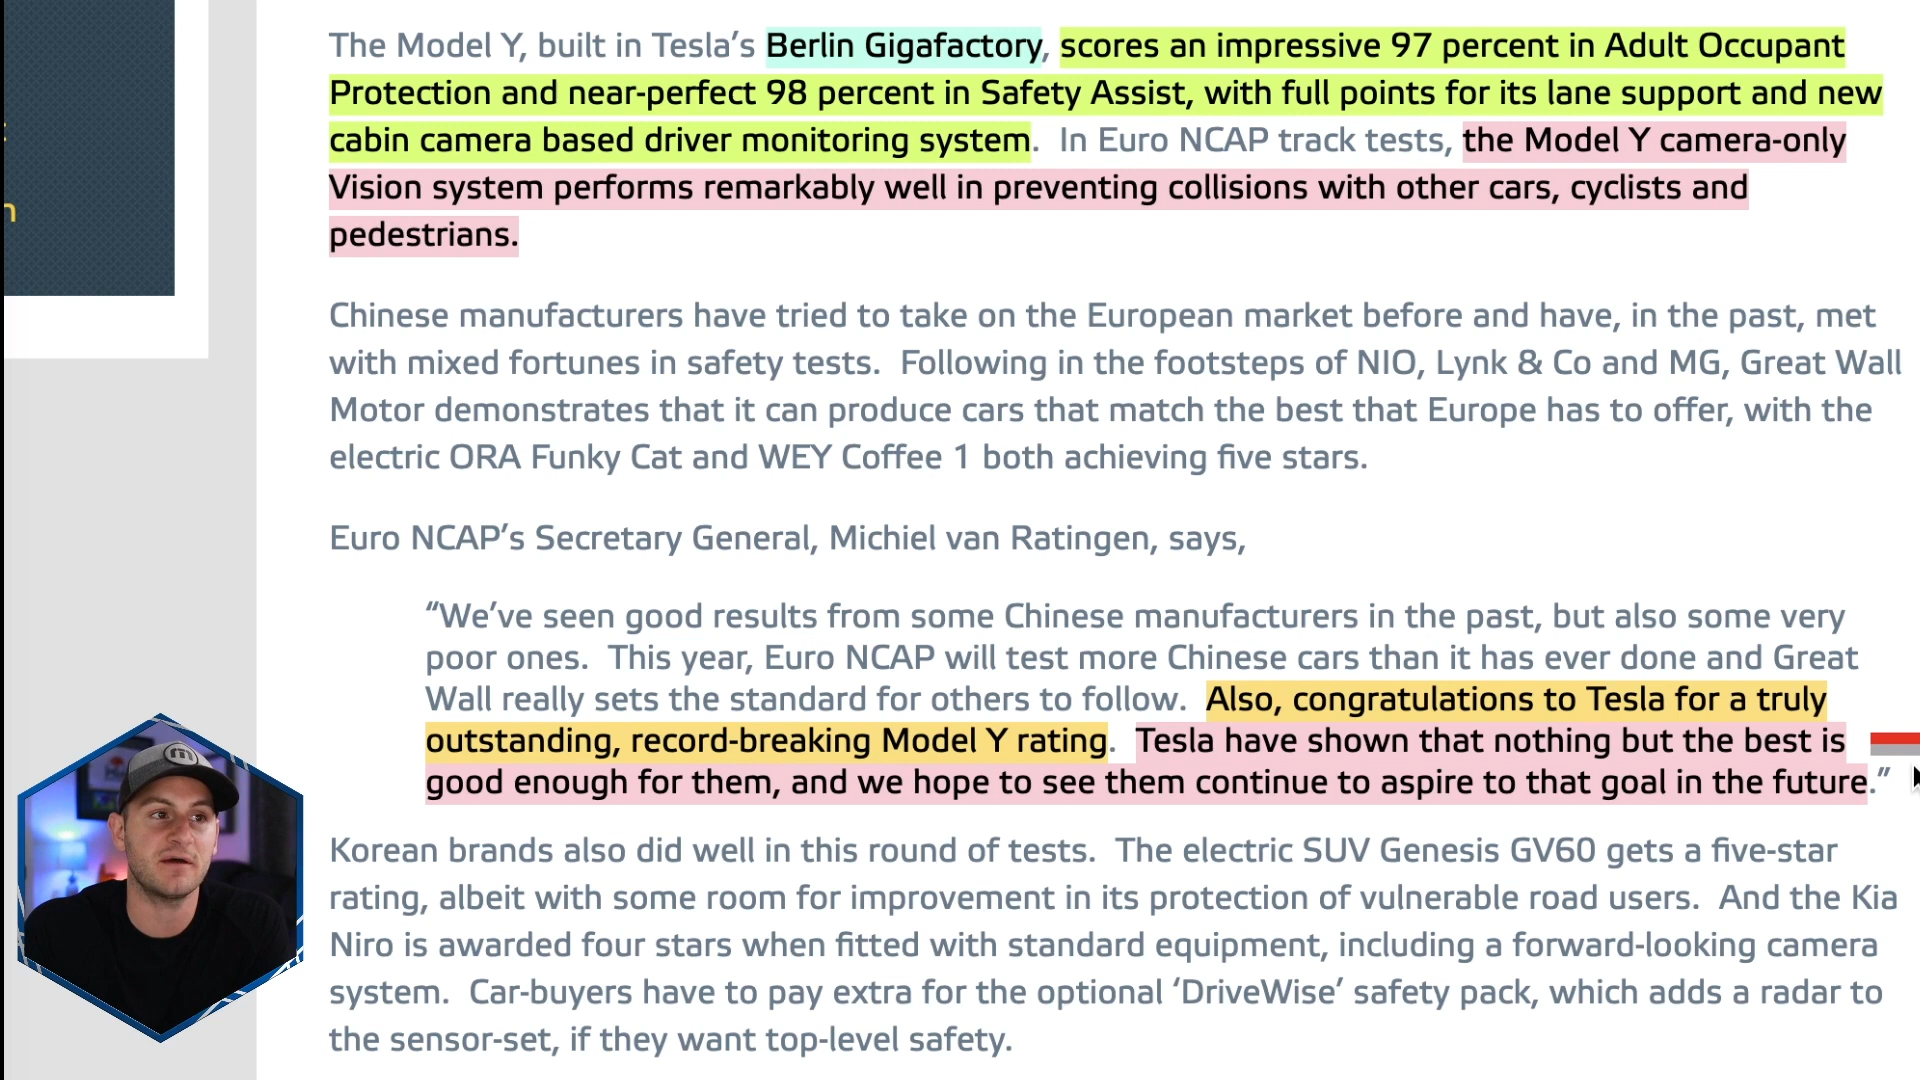 The Model Y, built in Tesla’s Berlin Gigafactory, scores an impressive 97 percent in Adult Occupant
Protection and near-perfect 98 percent in Safety Assist, with full points for its lane support and new
cabin camera based driver monitoring system.  In Euro NCAP track tests, the Model Y camera-only
Vision system performs remarkably well in preventing collisions with other cars, cyclists and
pedestrians.
Chinese manufacturers have tried to take on the European market before and have, in the past, met
with mixed fortunes in safety tests.  Following in the footsteps of NIO, Lynk & Co and MG, Great Wall
Motor demonstrates that it can produce cars that match the best that Europe has to offer, with the
electric ORA Funky Cat and WEY Coffee 1 both achieving five stars.
Euro NCAP’s Secretary General, Michiel van Ratingen, says,
“We’ve seen good results from some Chinese manufacturers in the past, but also some very
poor ones.  This year, Euro NCAP will test more Chinese cars than it has ever done and Great
Wall really sets the standard for others to follow.  Also, congratulations to Tesla for a truly
outstanding, record-breaking Model Y rating.  Tesla have shown that nothing but the best is
good enough for them, and we hope to see them continue to aspire to that goal in the future.”
Korean brands also did well in this round of tests.  The electric SUV Genesis GV60 gets a five-star
rating, albeit with some room for improvement in its protection of vulnerable road users.  And the Kia
Niro is awarded four stars when fitted with standard equipment, including a forward-looking camera
system.  Car-buyers have to pay extra for the optional ‘DriveWise’ safety pack, which adds a radar to
the sensor-set, if they want top-level safety.